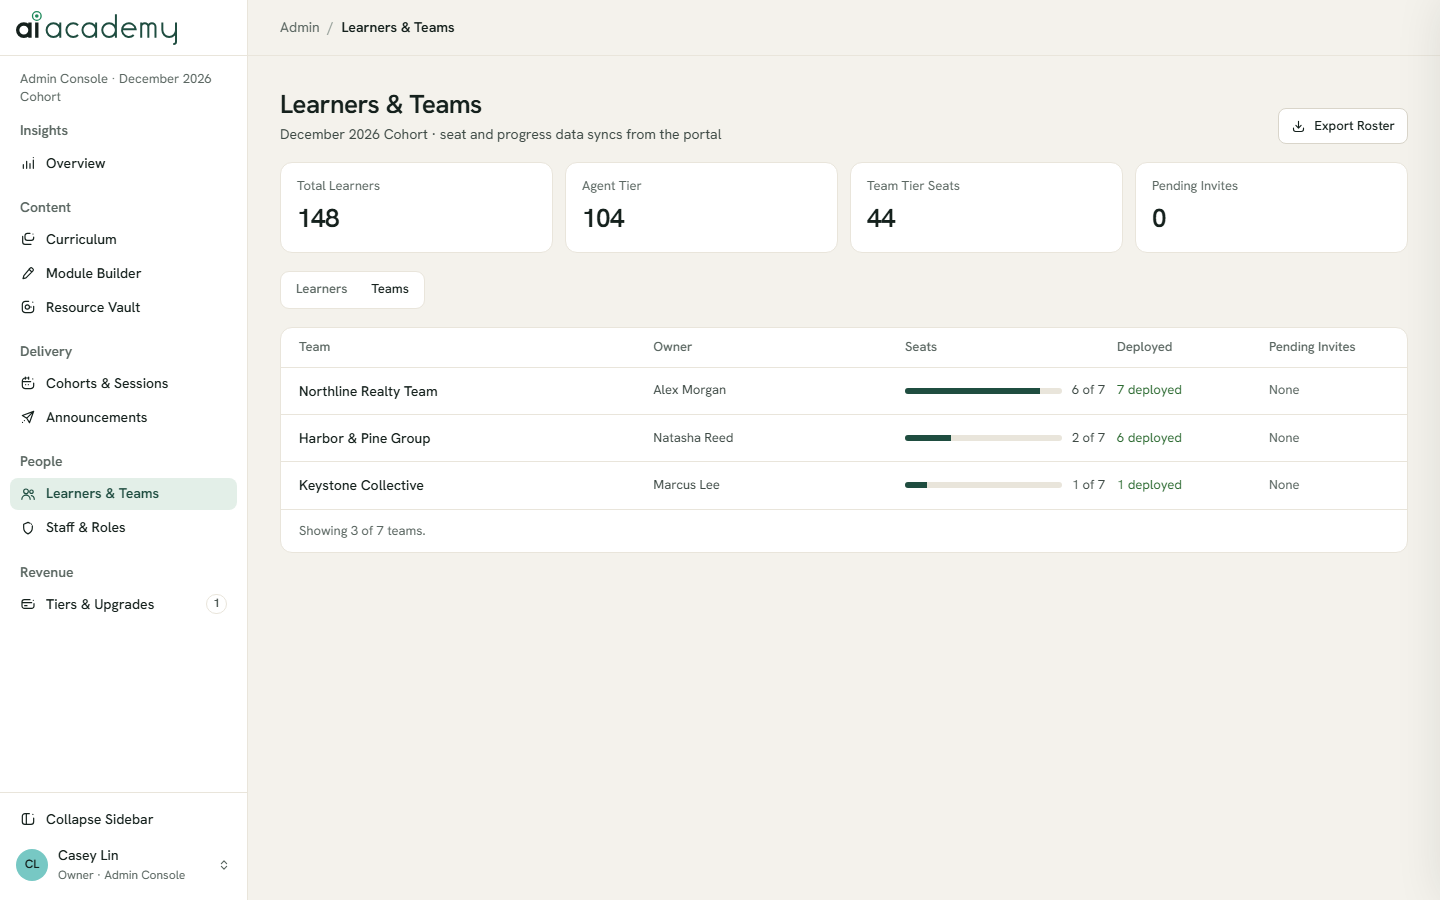 ai academy
Admin Console · December 2026
Cohort
Insights
Overview
Content
Curriculum
Module Builder
Resource Vault
Delivery
Cohorts & Sessions
Announcements
People
Learners & Teams
Staff & Roles
Revenue
Tiers & Upgrades 1
Collapse Sidebar
CL
Casey Lin
Owner · Admin Console
Admin / Learners & Teams
Learners & Teams
December 2026 Cohort · seat and progress data syncs from the portal
Export Roster
Total Learners
148
Agent Tier
104
Team Tier Seats
44
Pending Invites
0
Learners Teams
Team Owner Seats Deployed Pending Invites
Northline Realty Team Alex Morgan 6 of 7 7 deployed None
Harbor & Pine Group Natasha Reed 2 of 7 6 deployed None
Keystone Collective Marcus Lee 1 of 7 1 deployed None
Showing 3 of 7 teams.